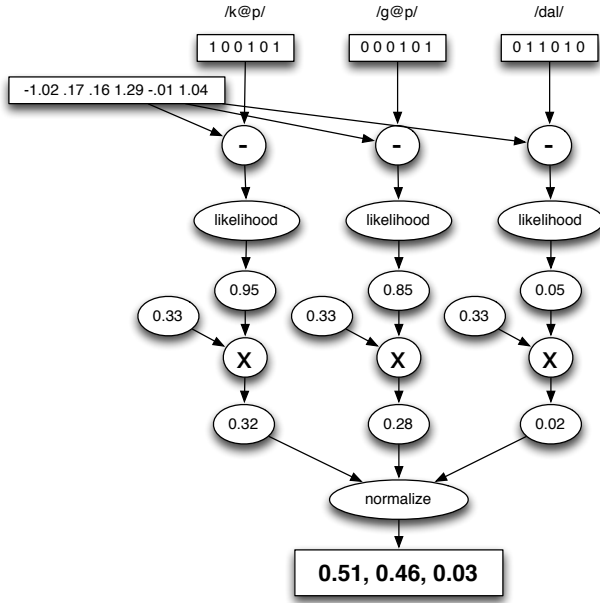 /k@p/ /g@p/ /dal/
1 0 0 1 0 1 0 0 0 1 0 1 0 1 1 0 1 0
-1.02 .17 .16 1.29 -.01 1.04
- - -
likelihood likelihood likelihood
0.95 0.85 0.05
0.33 0.33 0.33
X X X
0.32 0.28 0.02
normalize
0.51, 0.46, 0.03